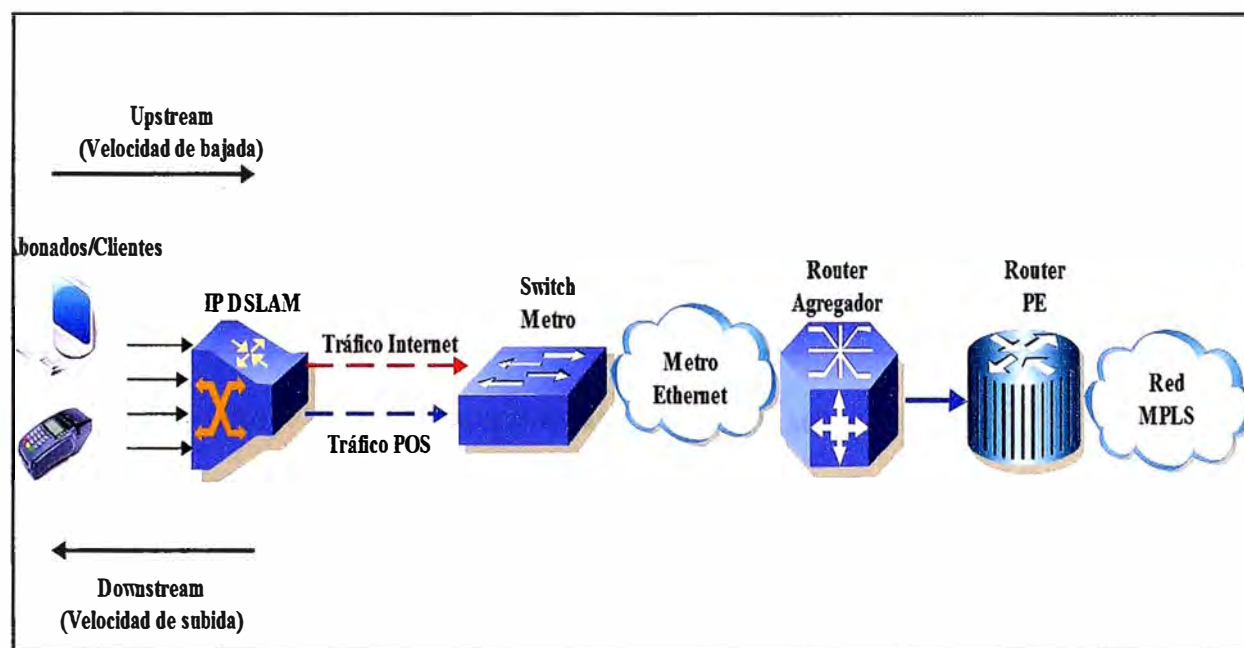 Upstream
(Velocidad de bajada)
Abonados/Clientes
IP DSLAM
Tráfico Internet
Tráfico POS
Switch
Metro
Metro
Ethernet
Router
Agregador
Router
PE
Red
MPLS
Downstream
(Velocidad de subida)